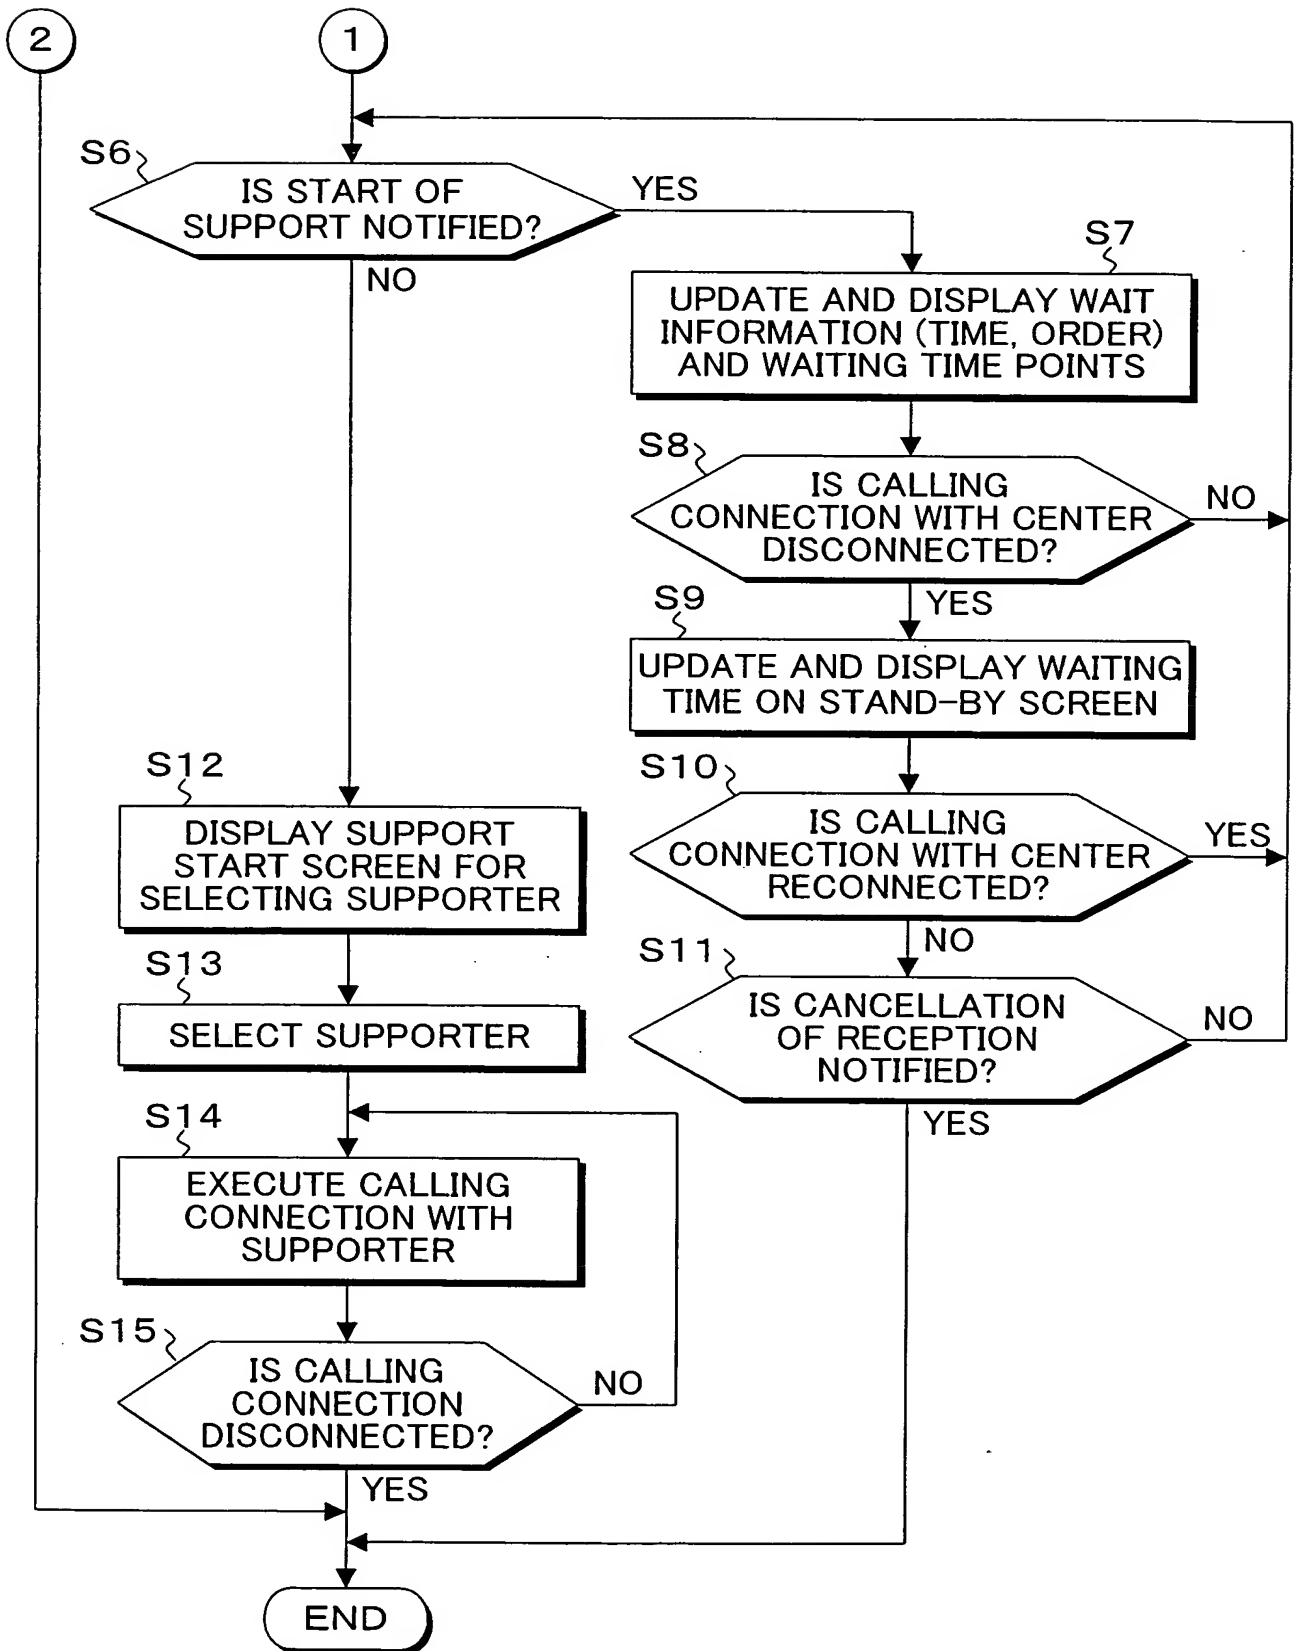 2
1
S6
IS START OF
SUPPORT NOTIFIED?
YES
NO
S7
UPDATE AND DISPLAY WAIT
INFORMATION (TIME, ORDER)
AND WAITING TIME POINTS
S8
IS CALLING
CONNECTION WITH CENTER
DISCONNECTED?
NO
YES
S9
UPDATE AND DISPLAY WAITING
TIME ON STAND-BY SCREEN
S10
IS CALLING
CONNECTION WITH CENTER
RECONNECTED?
YES
NO
S11
IS CANCELLATION
OF RECEPTION
NOTIFIED?
NO
YES
S12
DISPLAY SUPPORT
START SCREEN FOR
SELECTING SUPPORTER
S13
SELECT SUPPORTER
S14
EXECUTE CALLING
CONNECTION WITH
SUPPORTER
S15
IS CALLING
CONNECTION
DISCONNECTED?
NO
YES
END